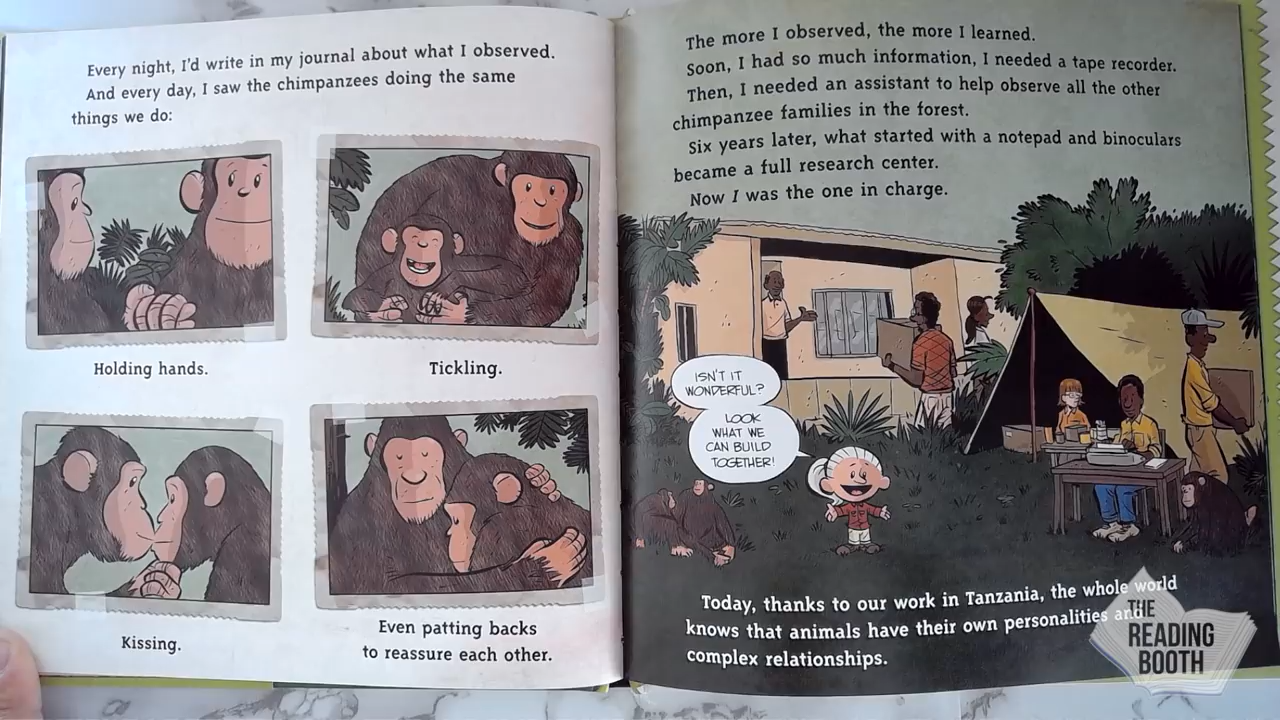 Every night, I'd write in my journal about what I observed.
And every day, I saw the chimpanzees doing the same
things we do:
Holding hands.
Tickling.
Kissing.
Even patting backs
to reassure each other.
The more I observed, the more I learned.
Soon, I had so much information, I needed a tape recorder.
Then, I needed an assistant to help observe all the other
chimpanzee families in the forest.
Six years later, what started with a notepad and binoculars
became a full research center.
Now I was the one in charge.
ISN'T IT
WONDERFUL?
LOOK
WHAT WE
CAN BUILD
TOGETHER!
Today, thanks to our work in Tanzania, the whole world
knows that animals have their own personalities and
complex relationships.
THE
READING
BOOTH